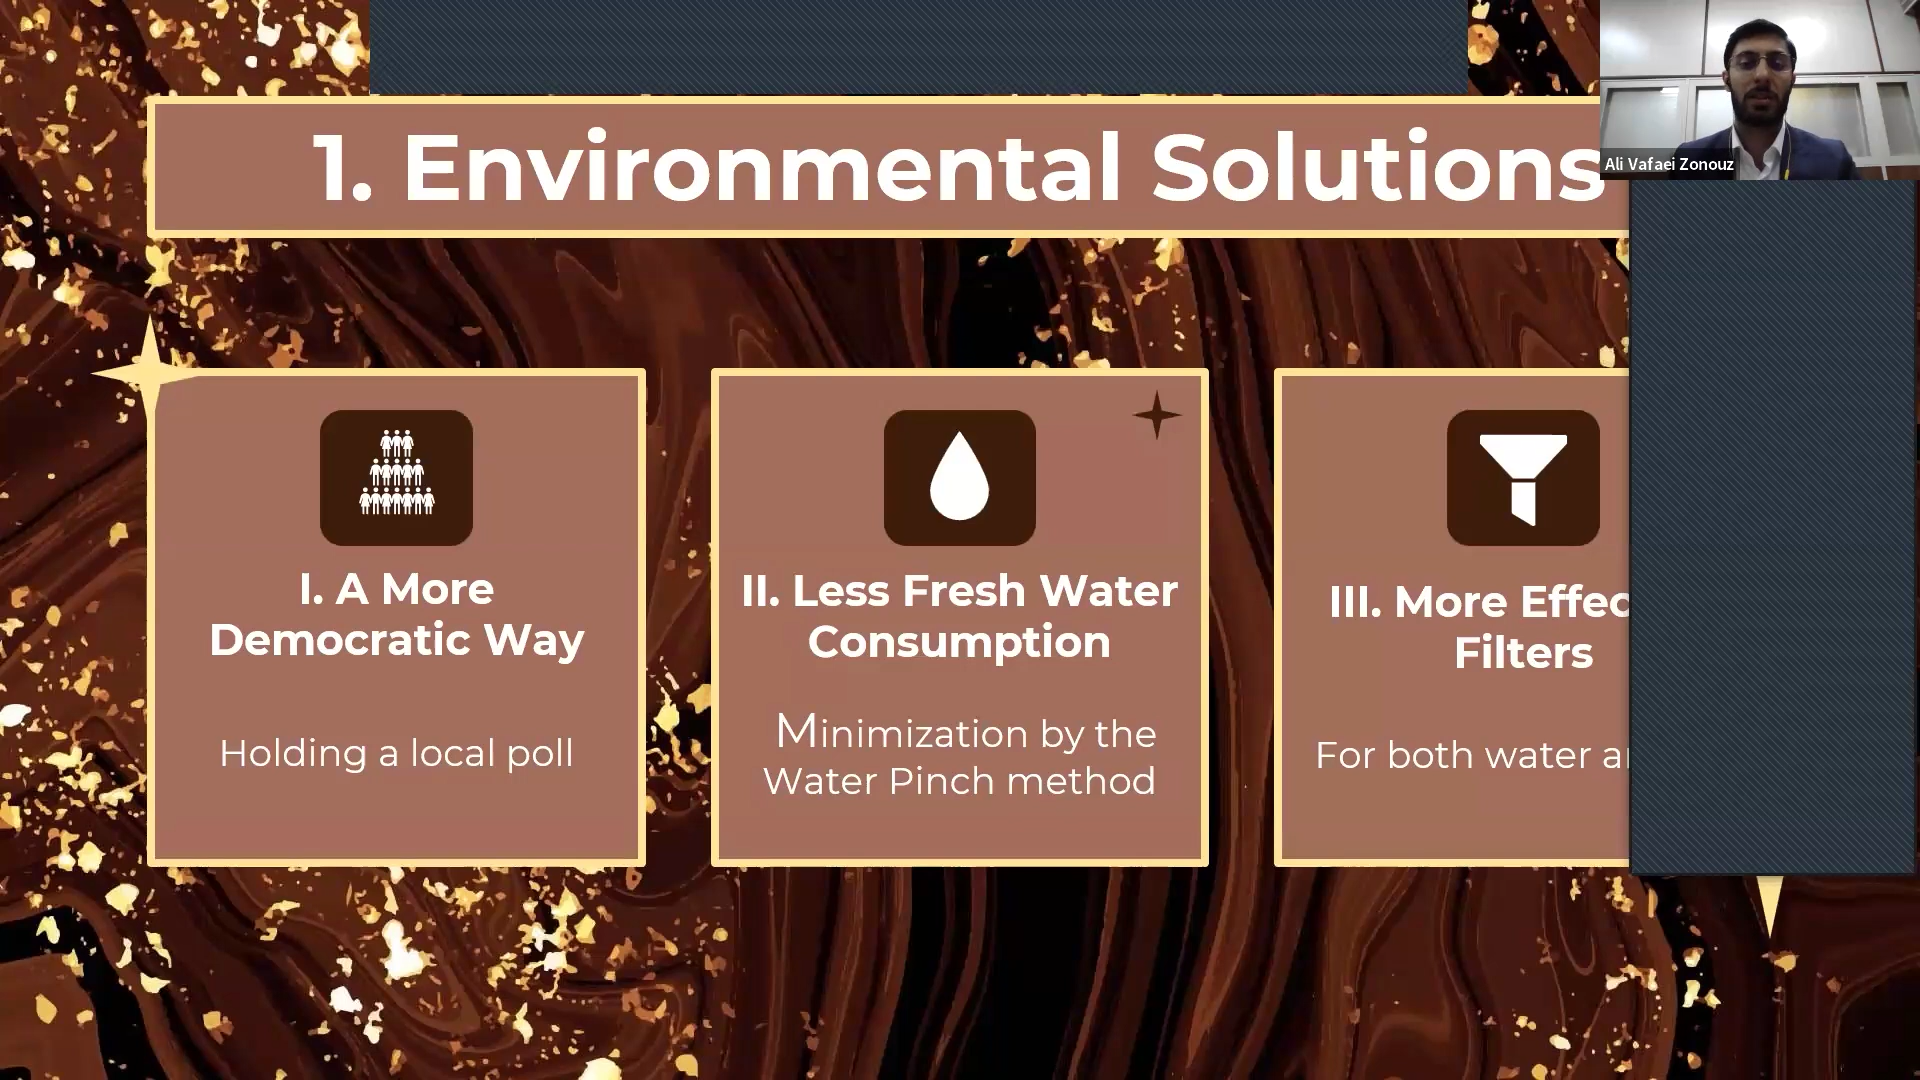 1. Environmental Solutions
Ali Vafaei Zonouz
I. A More
Democratic Way
Holding a local poll
II. Less Fresh Water
Consumption
Minimization by the
Water Pinch method
III. More
Filters
For both water